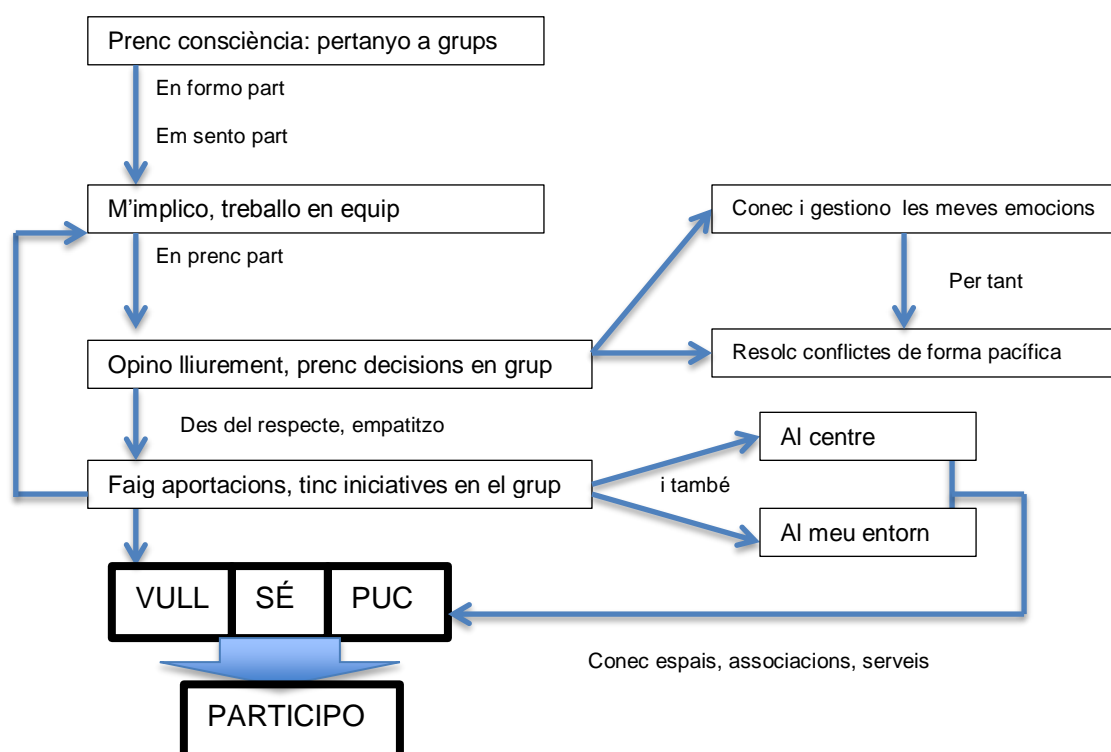 Prenc consciència: pertanyo a grups
En formo part
Em sento part
M’implico, treballo en equip
Conec i gestiono les meves emocions
En prenc part
Per tant
Opino lliurement, prenc decisions en grup
Resolc conflictes de forma pacífica
Des del respecte, empatitzo
Al centre
Faig aportacions, tinc iniciatives en el grup
i també
Al meu entorn
VULL SÉ PUC
Conec espais, associacions, serveis
PARTICIPO